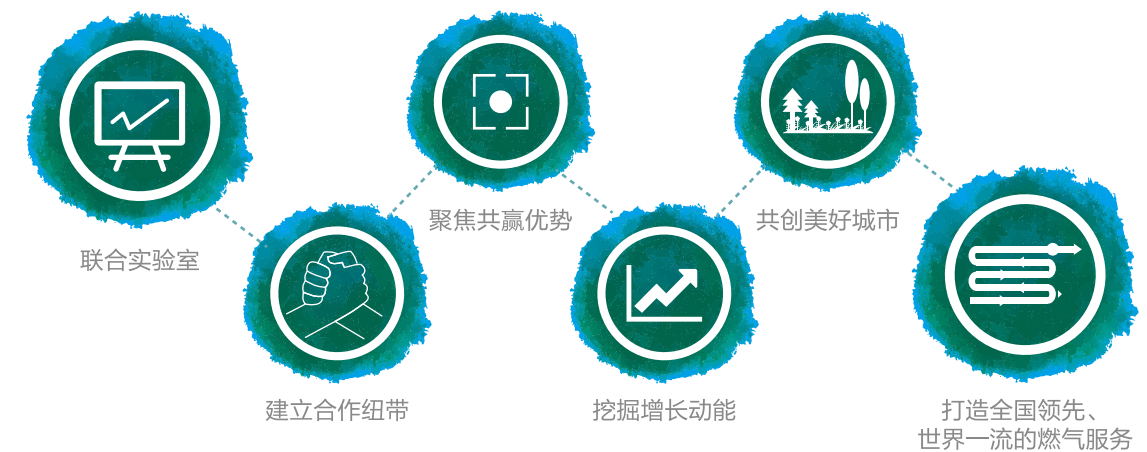 联合实验室
建立合作纽带
聚焦共赢优势
挖掘增长动能
共创美好城市
打造全国领先、
世界一流的燃气服务